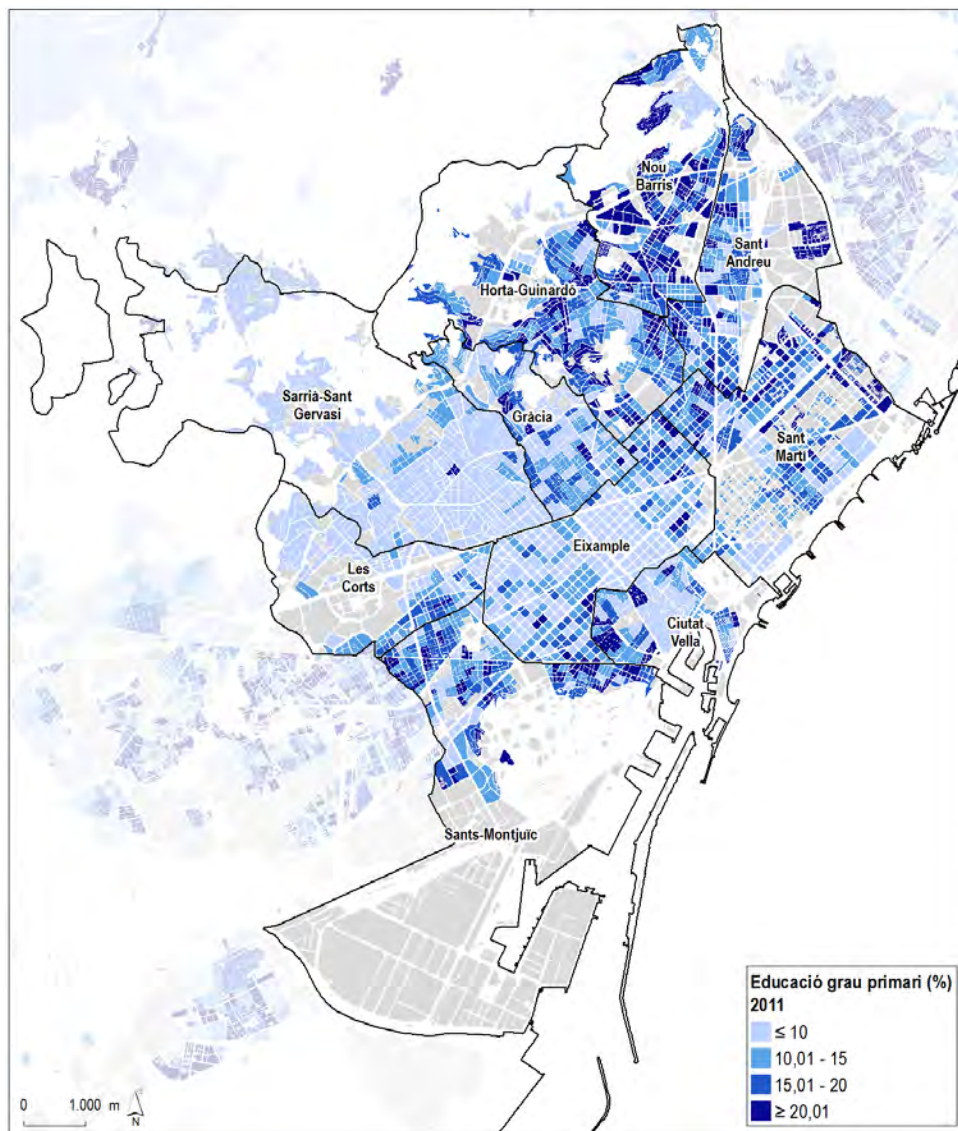 Nou
Barris
Sant
Andreu
Horta-Guinardó
Sarrià-Sant
Gervasi
Gràcia
Sant
Martí
Eixample
Les
Corts
Ciutat
Vella
Sants-Montjuïc
Educació grau primari (%)
2011
≤ 10
10,01 - 15
15,01 - 20
≥ 20,01
0 1.000 m
N